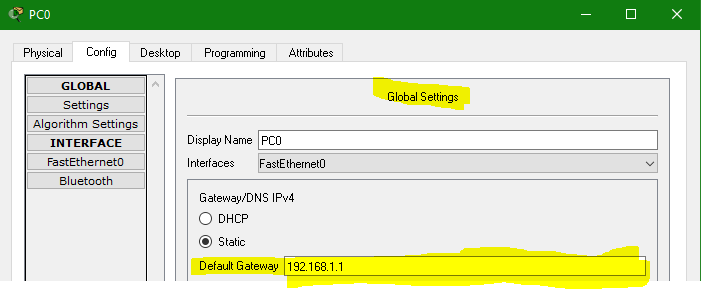 PC0
Physical Config Desktop Programming Attributes
GLOBAL
Settings
Algorithm Settings
INTERFACE
FastEthernet0
Bluetooth
Global Settings
Display Name PC0
Interfaces FastEthernet0
Gateway/DNS IPv4
DHCP
Static
Default Gateway 192.168.1.1